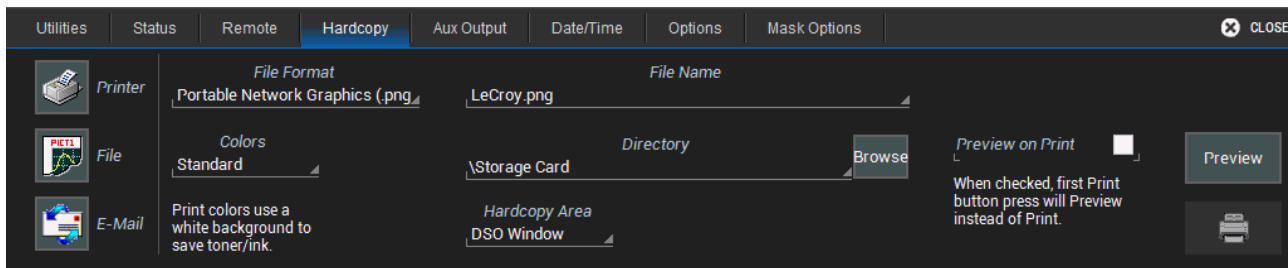 Utilities Status Remote Hardcopy Aux Output Date/Time Options Mask Options CLOSE
Printer
File Format
Portable Network Graphics (.png
File Name
LeCroy.png
PICT1
File
Colors
Standard
Directory
\Storage Card
Browse
Preview on Print
When checked, first Print
button press will Preview
instead of Print.
Preview
E-Mail
Print colors use a
white background to
save toner/ink.
Hardcopy Area
DSO Window